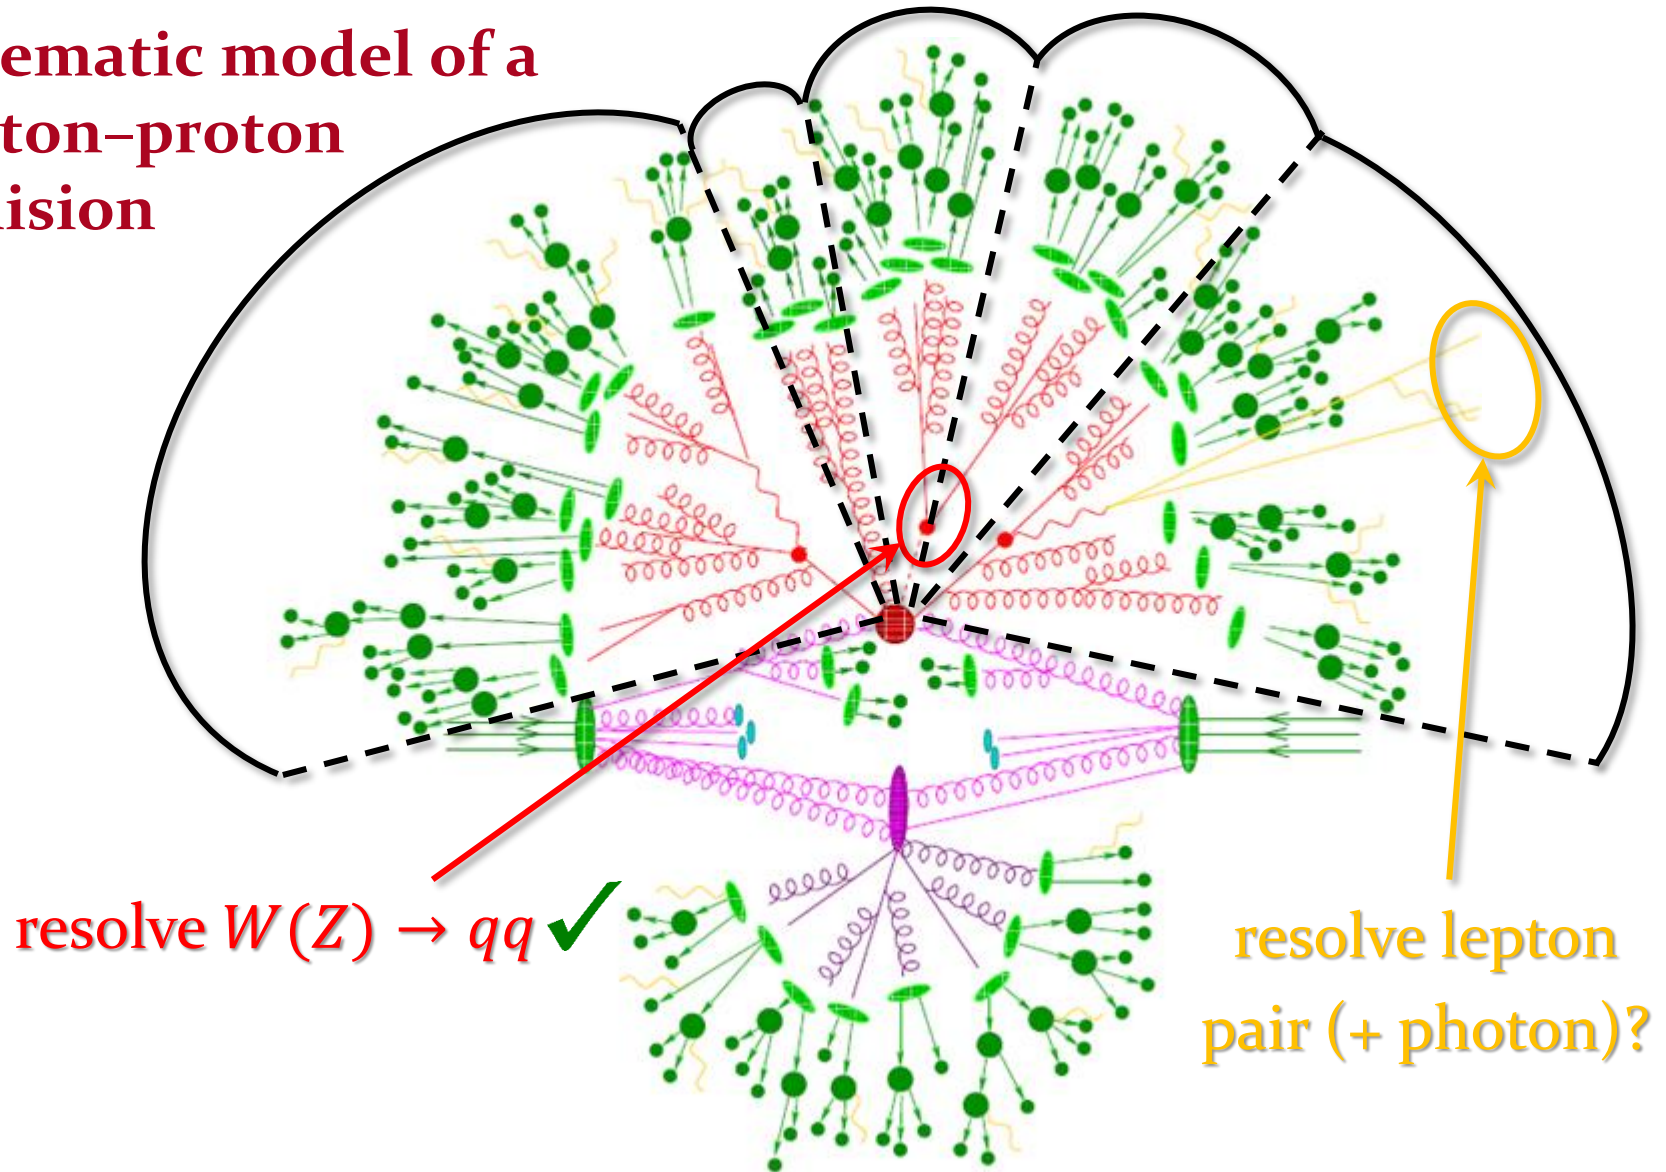 ematic model of a
ton–proton
ision
resolve W(Z) → qq ✓
resolve lepton
pair (+ photon)?